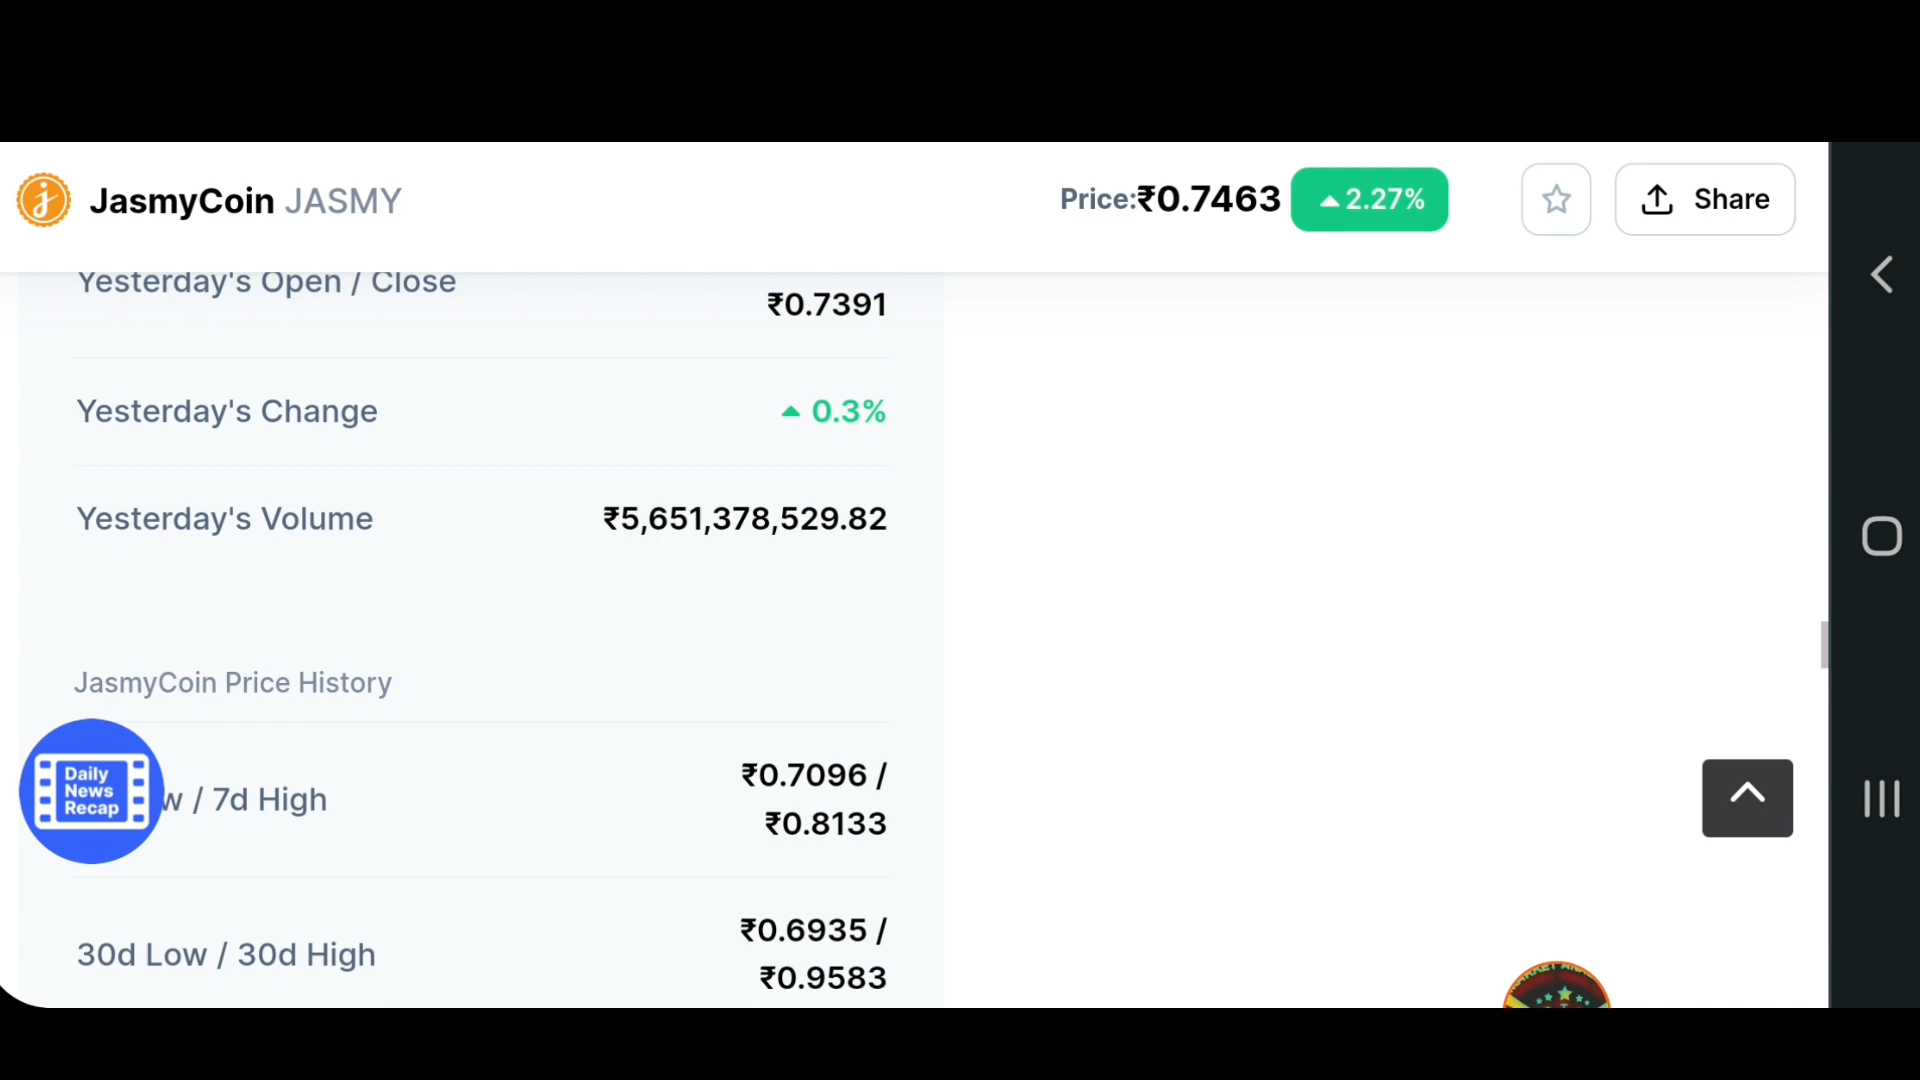 JasmyCoin JASMY
Price:₹0.7463 2.27%
Share
Yesterday's Open / Close
₹0.7391
Yesterday's Change
0.3%
Yesterday's Volume
₹5,651,378,529.82
JasmyCoin Price History
Daily
News
Recap
w / 7d High
₹0.7096 /
₹0.8133
30d Low / 30d High
₹0.6935 /
₹0.9583